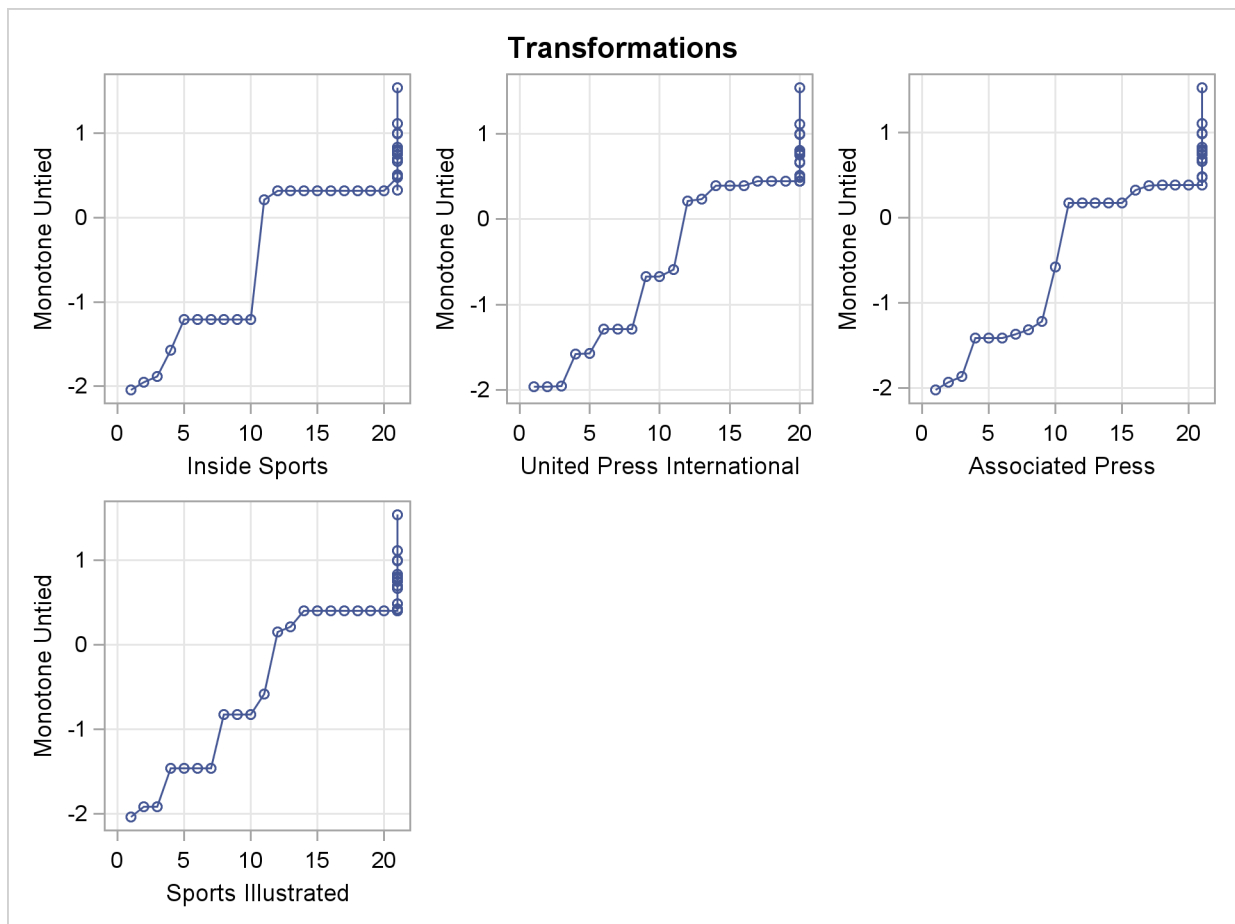 Transformations
Monotone Untied
1
0
-1
-2
0 5 10 15 20
Inside Sports
Monotone Untied
1
0
-1
-2
0 5 10 15 20
United Press International
Monotone Untied
1
0
-1
-2
0 5 10 15 20
Associated Press
Monotone Untied
1
0
-1
-2
0 5 10 15 20
Sports Illustrated